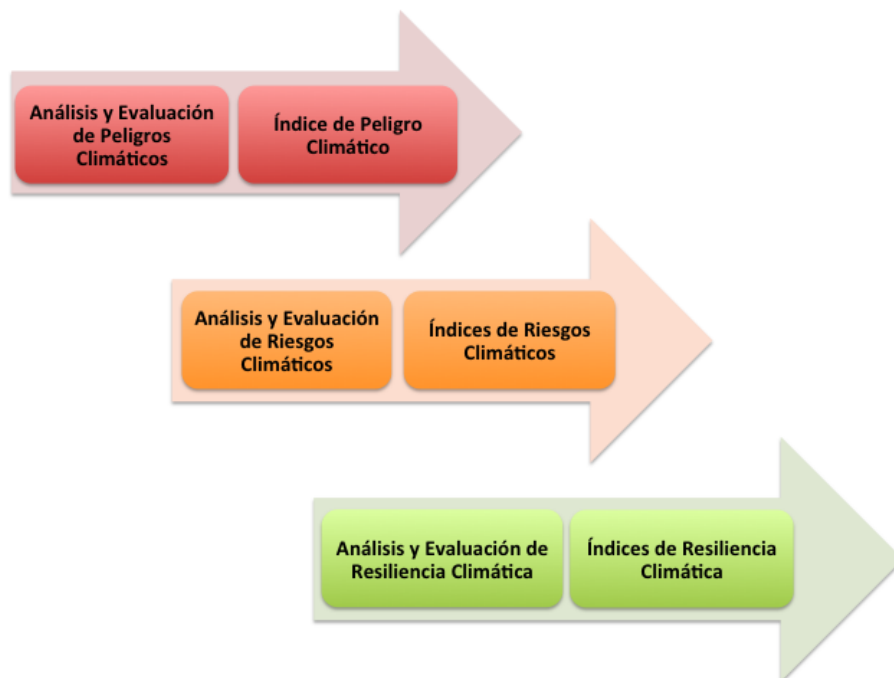 Análisis y Evaluación
de Peligros
Climáticos
Índice de Peligro
Climático
Análisis y Evaluación
de Riesgos
Climáticos
Índices de Riesgos
Climáticos
Análisis y Evaluación de
Resiliencia Climática
Índices de Resiliencia
Climática